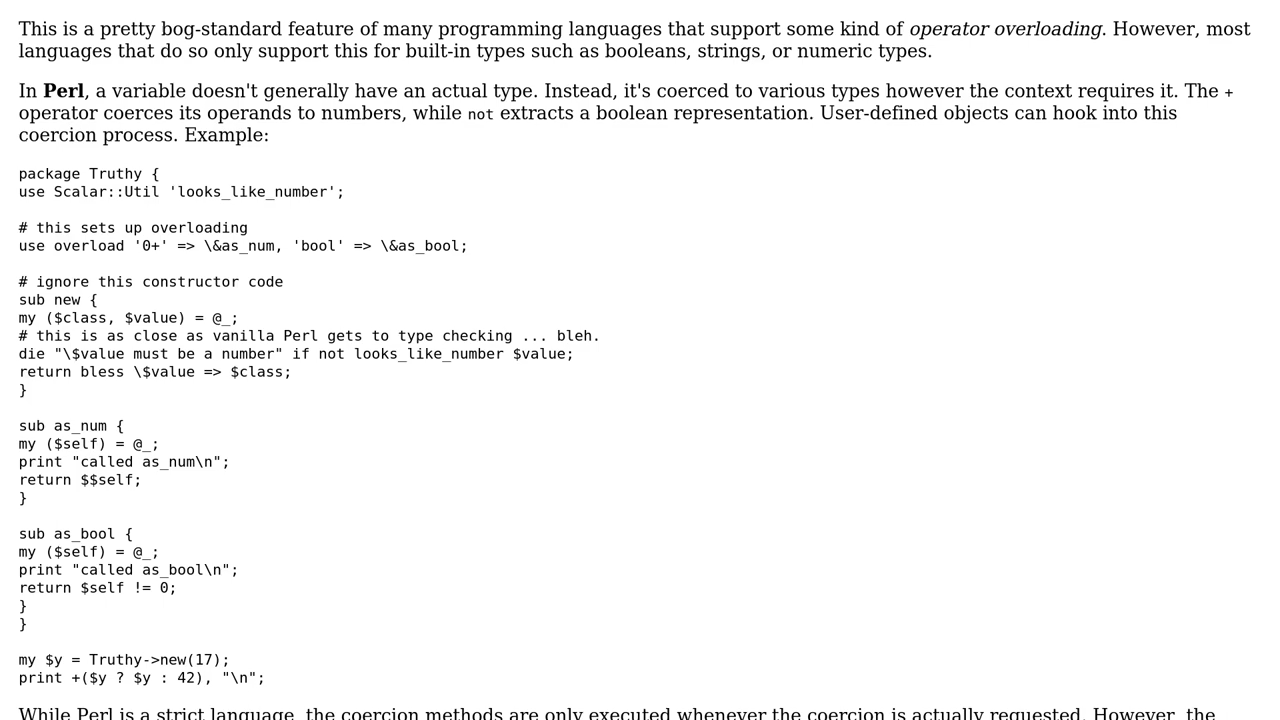 This is a pretty bog-standard feature of many programming languages that support some kind of operator overloading. However, most
languages that do so only support this for built-in types such as booleans, strings, or numeric types.
In Perl, a variable doesn't generally have an actual type. Instead, it's coerced to various types however the context requires it. The +
operator coerces its operands to numbers, while not extracts a boolean representation. User-defined objects can hook into this
coercion process. Example:
package Truthy {
use Scalar::Util 'looks_like_number';
# this sets up overloading
use overload '0+' => \&as_num, 'bool' => \&as_bool;
# ignore this constructor code
sub new {
my ($class, $value) = @_;
# this is as close as vanilla Perl gets to type checking ... bleh.
die "\$value must be a number" if not looks_like_number $value;
return bless \$value => $class;
}
sub as_num {
my ($self) = @_;
print "called as_num\n";
return $$self;
}
sub as_bool {
my ($self) = @_;
print "called as_bool\n";
return $self != 0;
}
}
my $y = Truthy->new(17);
print +($y ? $y : 42), "\n";
While Perl is a strict language, the coercion methods are only executed whenever the coercion is actually requested. However, the